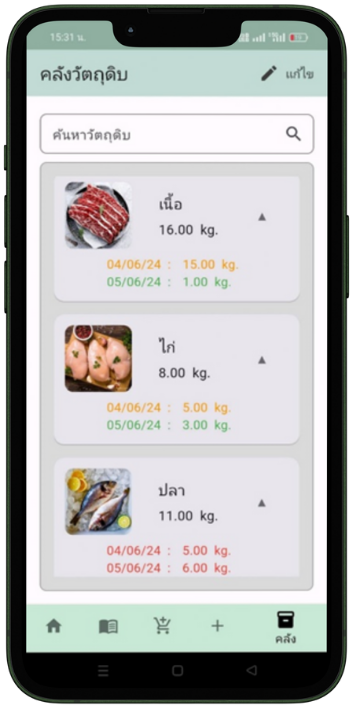 15:31 น.
คลังวัตถุดิบ
แก้ไข
ค้นหาวัตถุดิบ
เนื้อ
16.00 kg.
04/06/24 : 15.00 kg.
05/06/24 : 1.00 kg.
ไก่
8.00 kg.
04/06/24 : 5.00 kg.
05/06/24 : 3.00 kg.
ปลา
11.00 kg.
04/06/24 : 5.00 kg.
05/06/24 : 6.00 kg.
คลัง